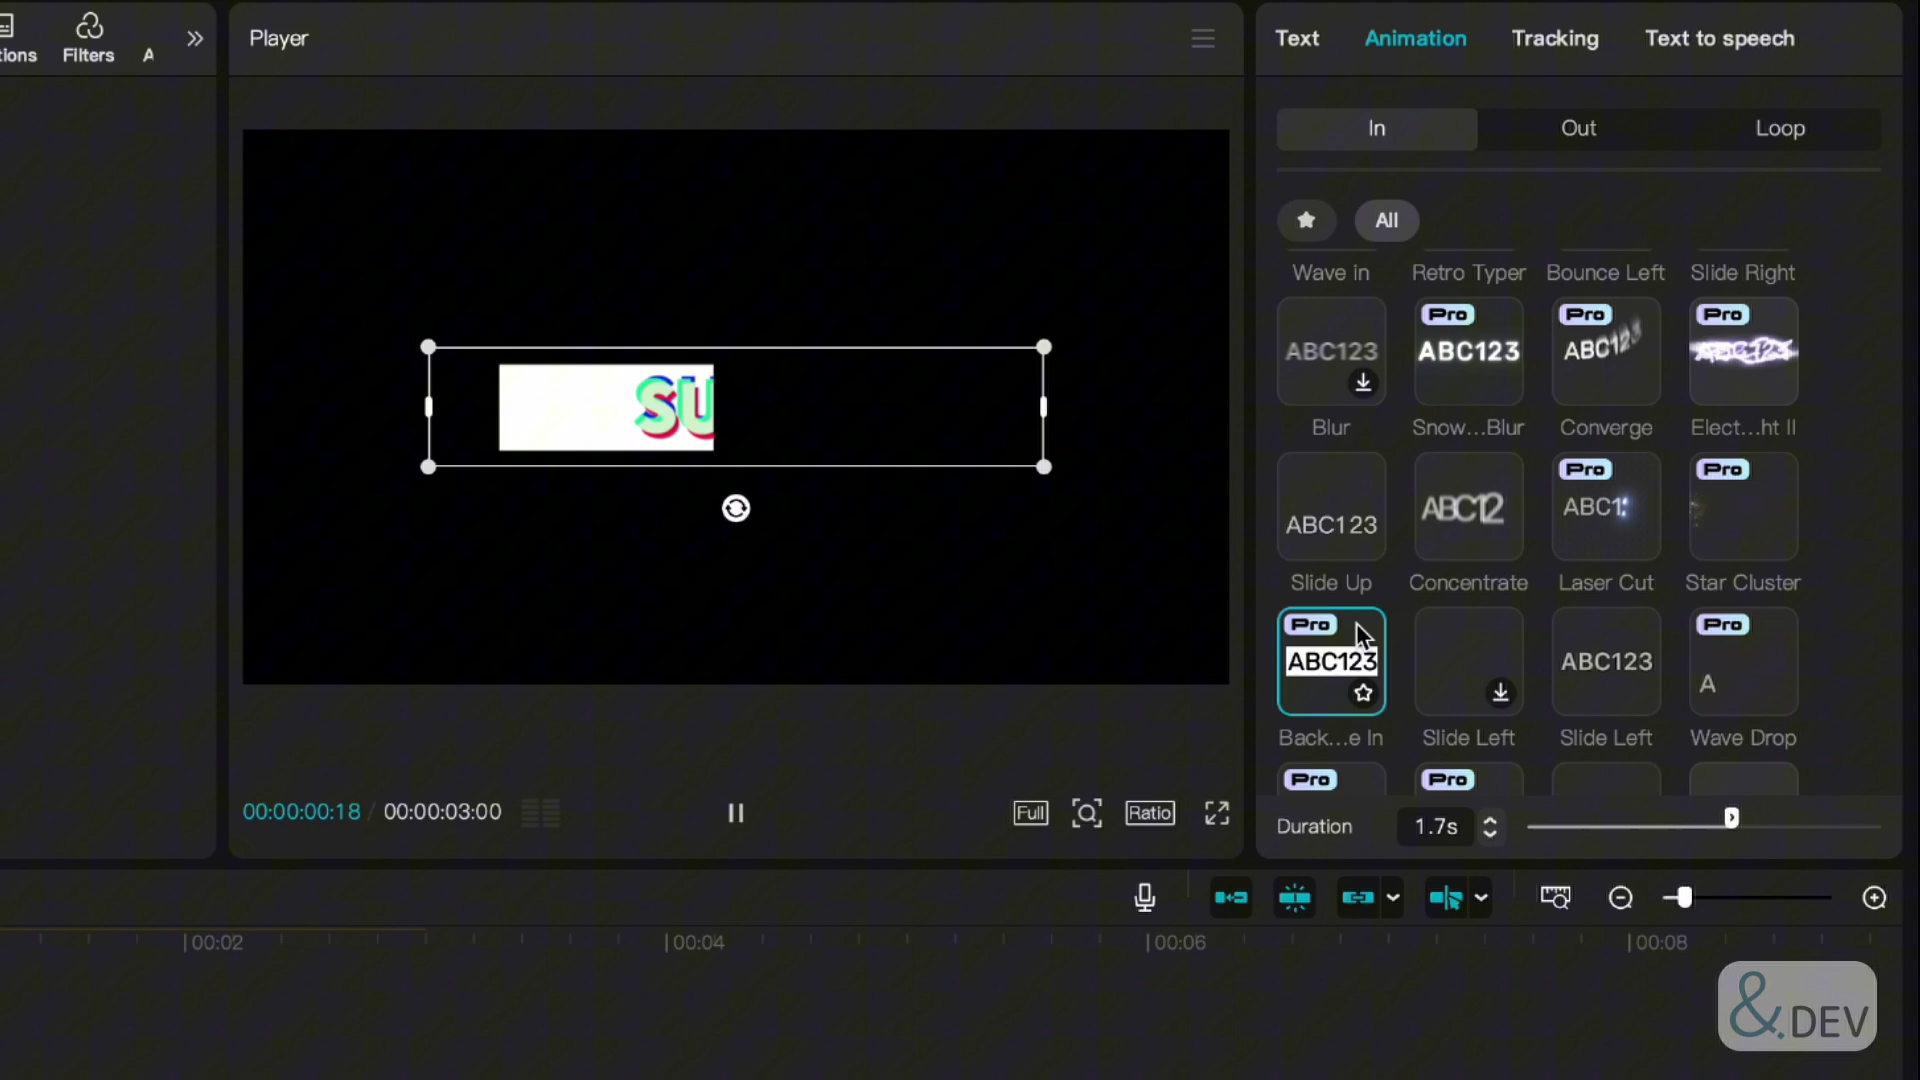 tions
Filters
A
Player
Text
Animation
Tracking
Text to speech
In
Out
Loop
All
Wave in
Retro Typer
Bounce Left
Slide Right
ABC123
Pro
ABC123
Pro
ABC123
Pro
ABC123
Blur
Snow...Blur
Converge
Elect...ht II
ABC123
ABC12
Pro
ABC1
Pro
Slide Up
Concentrate
Laser Cut
Star Cluster
Pro
ABC123
ABC123
Pro
A
Back...e In
Slide Left
Slide Left
Wave Drop
Pro
Pro
SU
00:00:00:18 / 00:00:03:00
Full
Ratio
Duration
1.7s
00:02
00:04
00:06
00:08
&.DEV